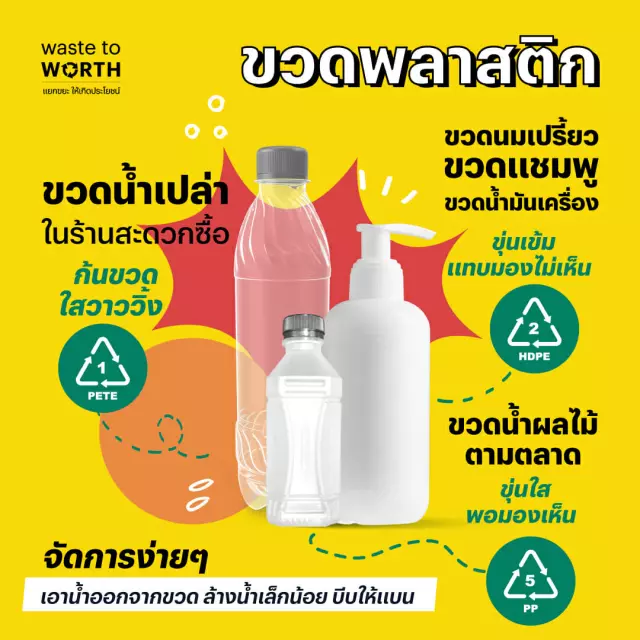 waste to
WORTH
แยกขยะ ให้เกิดประโยชน์
ขวดพลาสติก
ขวดน้ำเปล่า
ในร้านสะดวกซื้อ
ก้นขวด
ใสวาววิ้ง
1
PETE
ขวดนมเปรี้ยว
ขวดแชมพู
ขวดน้ำมันเครื่อง
ขุ่นเข้ม
แทบมองไม่เห็น
2
HDPE
ขวดน้ำผลไม้
ตามตลาด
ขุ่นใส
พอมองเห็น
5
PP
จัดการง่ายๆ
เอาน้ำออกจากขวด ล้างน้ำเล็กน้อย บีบให้แบน